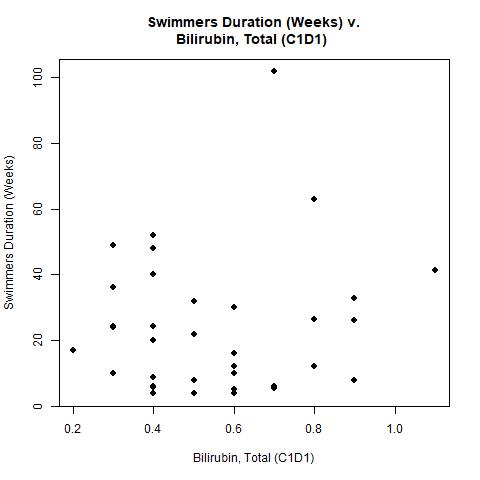 Swimmers Duration (Weeks) v.
Bilirubin, Total (C1D1)
Swimmers Duration (Weeks)
100
80
60
40
20
0
0.2 0.4 0.6 0.8 1.0
Bilirubin, Total (C1D1)